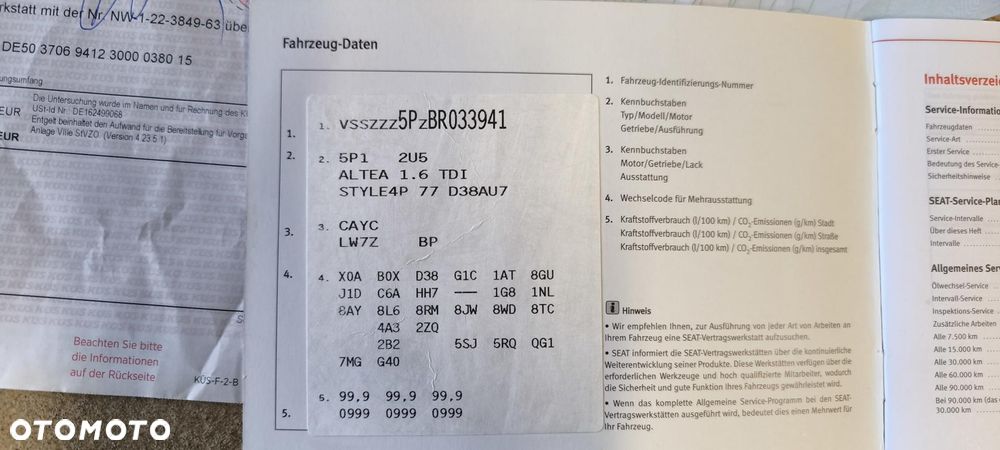 rkstatt mit der Nr. NW-1-22-3849-63 übe
DE50 3706 9412 3000 0380 15
ungsumfang
Die Untersuchung wurde im Namen und für Rechnung des KÜ
EUR USt-Id Nr.: DE162499068
Entgelt beinhaltet den Aufwand für die Bereitstellung für Vorga
EUR Anlage VIIIe StVZO. (Version 4.23.5.1)
Beachten Sie bitte
die Informationen
auf der Rückseite
KÜS-F-2-B
Fahrzeug-Daten
1.
2.
3.
4.
5.
1. VSSZZZ5PZBR033941
2. 5P1 2U5
ALTEA 1.6 TDI
STYLE4P 77 D38AU7
3. CAYC
LW7Z BP
4. X0A B0X D38 G1C 1AT 8GU
J1D C6A HH7 --- 1G8 1NL
8AY 8L6 8RM 8JW 8WD 8TC
4A3 2ZQ
2B2 5SJ 5RQ QG1
7MG G40
5. 99,9 99,9 99,9
0999 0999 0999
1. Fahrzeug-Identifizierungs-Nummer
2. Kennbuchstaben
Typ/Modell/Motor
Getriebe/Ausführung
3. Kennbuchstaben
Motor/Getriebe/Lack
Ausstattung
4. Wechselcode für Mehrausstattung
5. Kraftstoffverbrauch (l/100 km) / CO2-Emissionen (g/km) Stadt
Kraftstoffverbrauch (l/100 km) / CO2-Emissionen (g/km) Straße
Kraftstoffverbrauch (l/100 km) / CO2-Emissionen (g/km) insgesamt
i Hinweis
• Wir empfehlen Ihnen, zur Ausführung von jeder Art von Arbeiten an
Ihrem Fahrzeug eine SEAT-Vertragswerkstatt aufzusuchen.
• SEAT informiert die SEAT-Vertragswerkstätten über die kontinuierliche
Weiterentwicklung seiner Produkte. Diese Werkstätten verfügen über die
erforderlichen Werkzeuge und hoch qualifizierte Mitarbeiter, wodurch
die Sicherheit und gute Funktion Ihres Fahrzeugs gewährleistet wird.
• Wenn das komplette Allgemeine Service-Programm bei den SEAT-
Vertragswerkstätten ausgeführt wird, bedeutet dies einen Mehrwert für
Ihr Fahrzeug.
Inhaltsverzei
Service-Informatio
Fahrzeugdaten
Service-Art
Erster Service
Bedeutung des Service-
Sicherheitshinweise
SEAT-Service-Pla
Service-Intervalle
Über dieses Heft
Intervalle
Allgemeines Ser
Ölwechsel-Service
Intervall-Service
Inspektions-Service
Zusätzliche Arbeiten
Alle 7.500 km
Alle 15.000 km
Alle 30.000 km
Alle 60.000 km
Alle 90.000 km
Bei 90.000 km (das
30.000 km
OTOMOTO